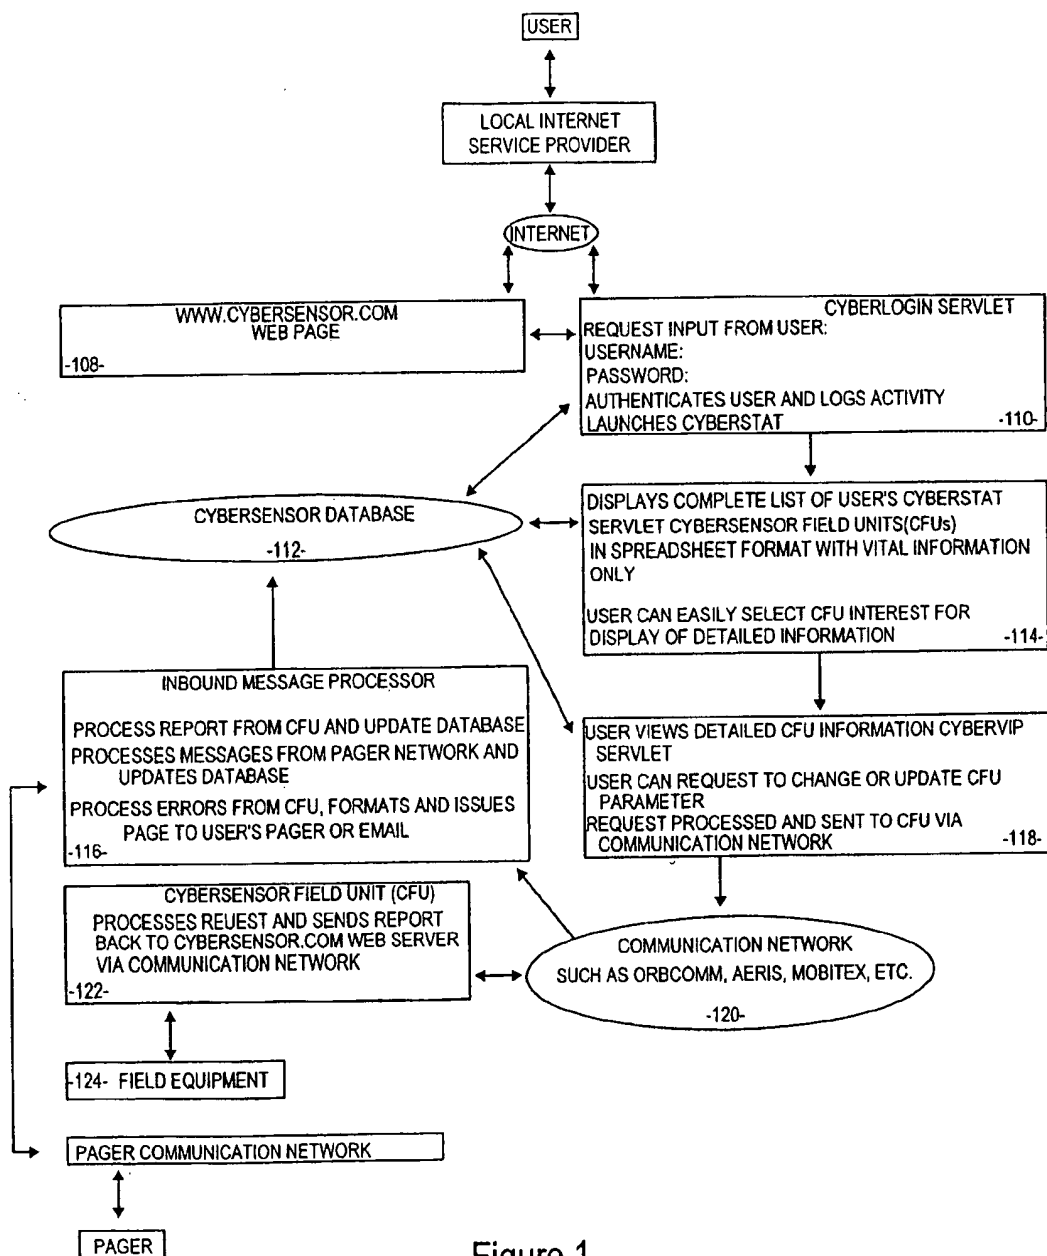 USER
LOCAL INTERNET
SERVICE PROVIDER
INTERNET
WWW.CYBERSENSOR.COM
WEB PAGE
-108-
CYBERLOGIN SERVLET
REQUEST INPUT FROM USER:
USERNAME:
PASSWORD:
AUTHENTICATES USER AND LOGS ACTIVITY
LAUNCHES CYBERSTAT
-110-
CYBERSENSOR DATABASE
-112-
DISPLAYS COMPLETE LIST OF USER'S CYBERSTAT
SERVLET CYBERSENSOR FIELD UNITS(CFUs)
IN SPREADSHEET FORMAT WITH VITAL INFORMATION
ONLY
USER CAN EASILY SELECT CFU INTEREST FOR
DISPLAY OF DETAILED INFORMATION
-114-
INBOUND MESSAGE PROCESSOR
PROCESS REPORT FROM CFU AND UPDATE DATABASE
PROCESSES MESSAGES FROM PAGER NETWORK AND
UPDATES DATABASE
PROCESS ERRORS FROM CFU, FORMATS AND ISSUES
PAGE TO USER'S PAGER OR EMAIL
-116-
USER VIEWS DETAILED CFU INFORMATION CYBERVIP
SERVLET
USER CAN REQUEST TO CHANGE OR UPDATE CFU
PARAMETER
REQUEST PROCESSED AND SENT TO CFU VIA
COMMUNICATION NETWORK
-118-
CYBERSENSOR FIELD UNIT (CFU)
PROCESSES REUEST AND SENDS REPORT
BACK TO CYBERSENSOR.COM WEB SERVER
VIA COMMUNICATION NETWORK
-122-
COMMUNICATION NETWORK
SUCH AS ORBCOMM, AERIS, MOBITEX, ETC.
-120-
-124- FIELD EQUIPMENT
PAGER COMMUNICATION NETWORK
PAGER
Figure 1